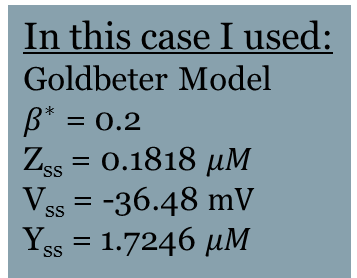 In this case I used:
Goldbeter Model
β* = 0.2
Zss = 0.1818 μM
Vss = -36.48 mV
Yss = 1.7246 μM